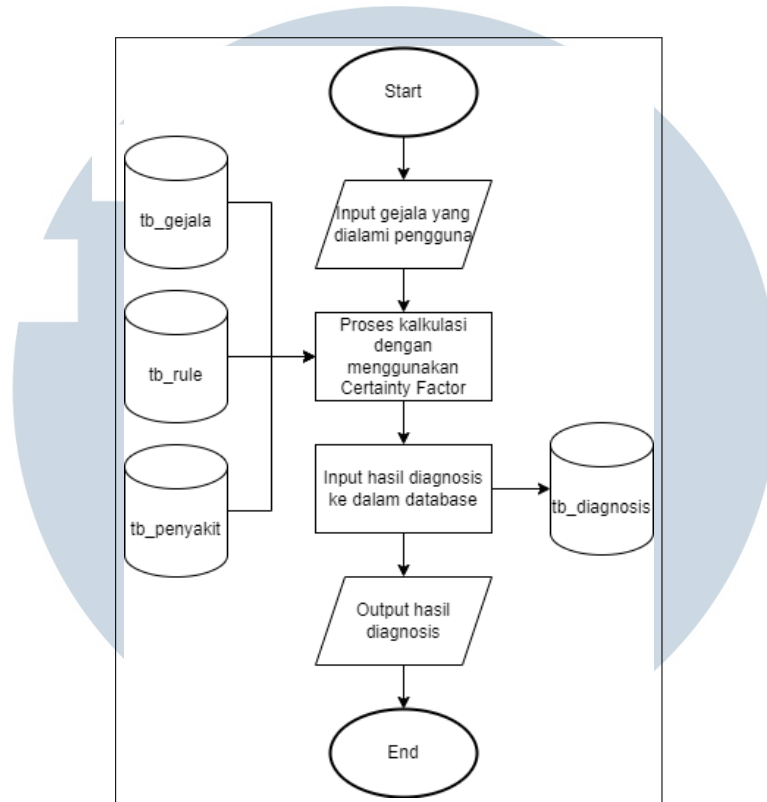 Start
Input gejala yang
dialami pengguna
tb_gejala
Proses kalkulasi
dengan
menggunakan
Certainty Factor
tb_rule
Input hasil diagnosis
ke dalam database
tb_diagnosis
tb_penyakit
Output hasil
diagnosis
End